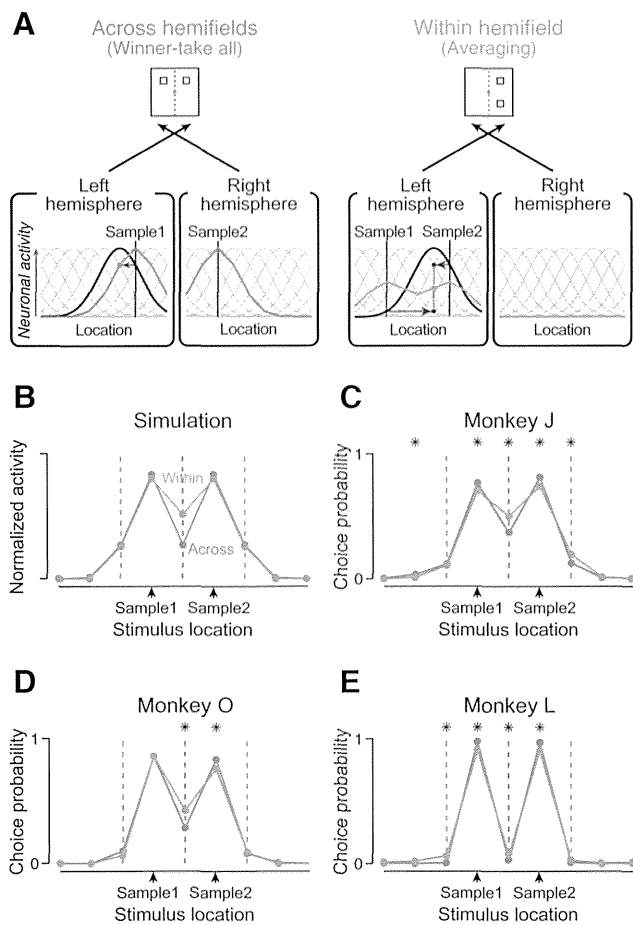 A
Across hemifields
(Winner-take all)
Within hemifield
(Averaging)
Left
hemisphere
Right
hemisphere
Left
hemisphere
Right
hemisphere
Sample1
Sample2
Sample1
Sample2
Neuronal activity
Location
Location
Location
Location
B
Simulation
Normalized activity
Within
Across
Sample1
Sample2
Stimulus location
C
Monkey J
* * * * *
Choice probability
1
0
Sample1
Sample2
Stimulus location
D
Monkey O
* *
Choice probability
1
0
Sample1
Sample2
Stimulus location
E
Monkey L
* * * *
Choice probability
1
0
Sample1
Sample2
Stimulus location